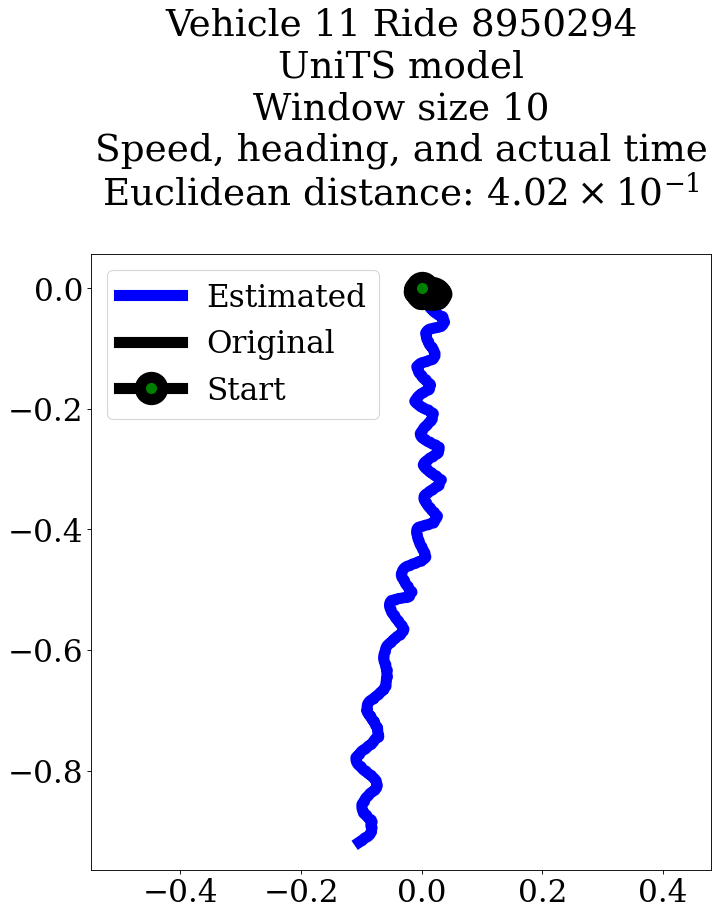 Vehicle 11 Ride 8950294
UniTS model
Window size 10
Speed, heading, and actual time
Euclidean distance: 4.02 × 10⁻¹
Estimated
Original
Start
0.0
−0.2
−0.4
−0.6
−0.8
−0.4 −0.2 0.0 0.2 0.4